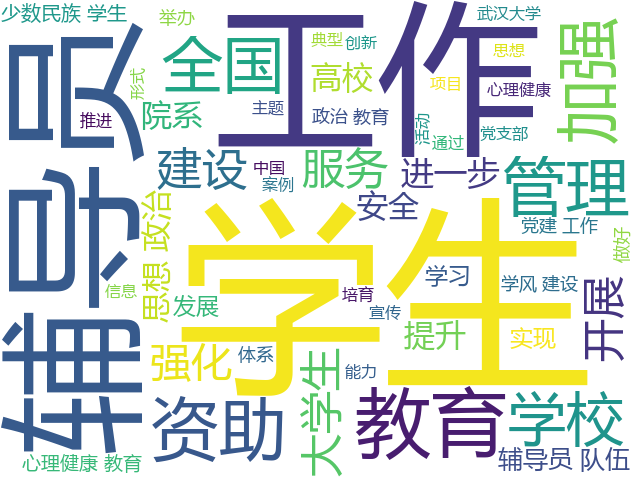 少数民族 学生
举办
武汉大学
工作
辅导员
全国
典型
创新
思想
加强
高校
形式
项目
心理健康
院系
主题
政治 教育
推进
活动
通过
党支部
建设
中国
服务
进一步
管理
案例
安全
思想 政治
学生
党建 工作
做好
学习
学风 建设
信息
发展
培育
宣传
提升
实现
开展
强化
体系
大学生
能力
资助
教育
学校
心理健康 教育
辅导员 队伍